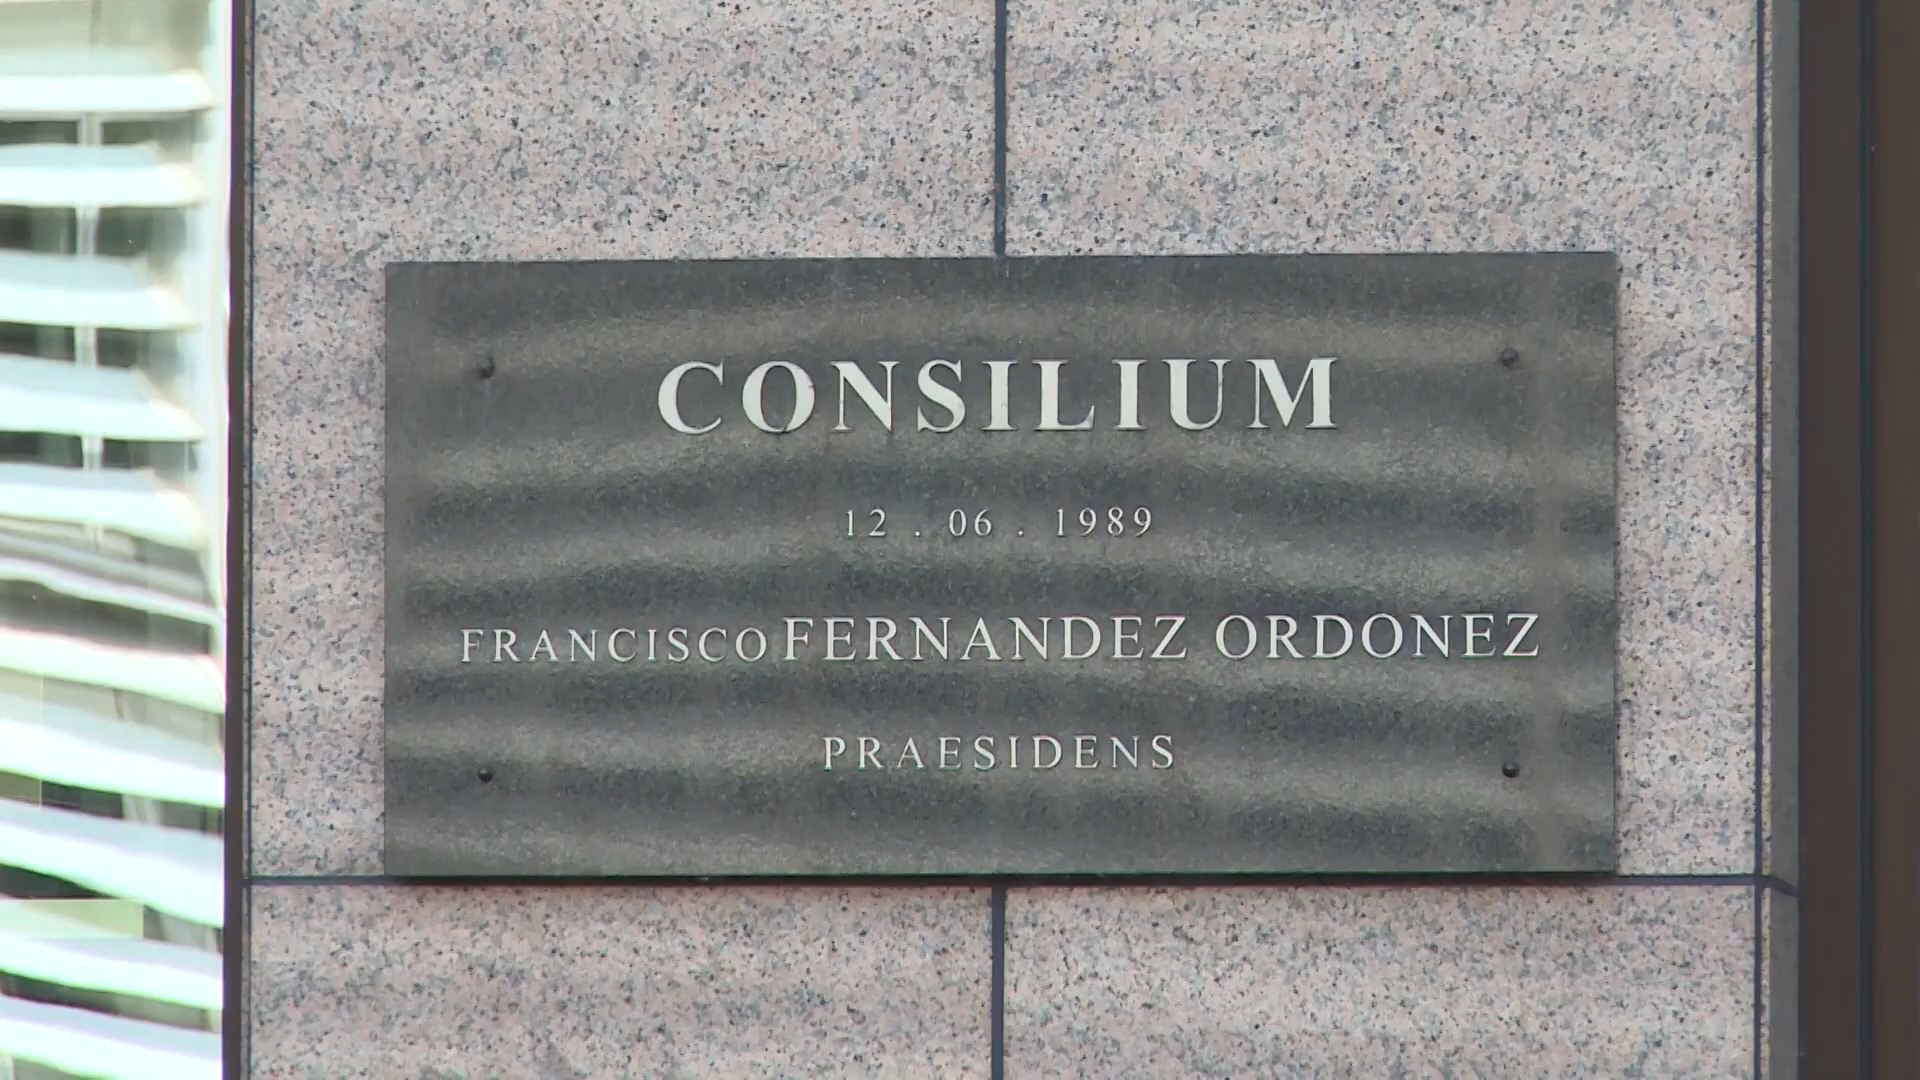 CONSILIUM
12 . 06 . 1989
FRANCISCO FERNANDEZ ORDONEZ
PRAESIDENS